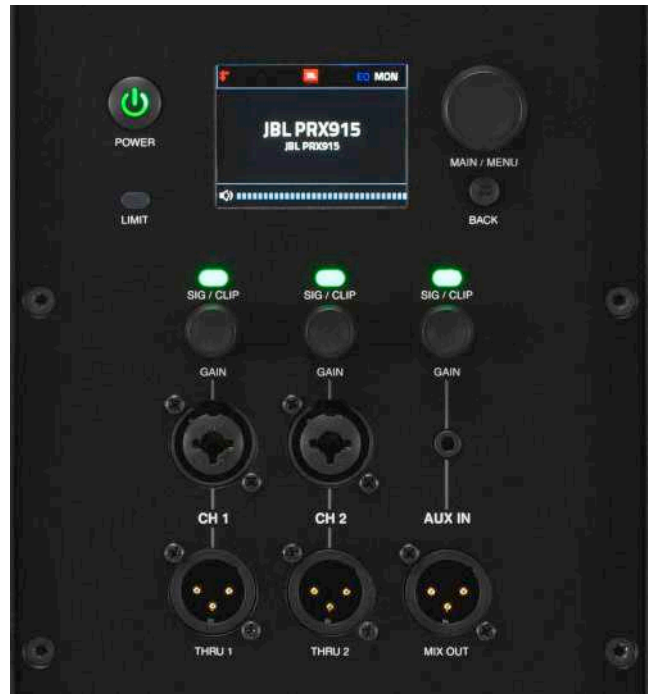 JBL EQ MON
JBL PRX915
JBL PRX915
POWER
MAIN / MENU
LIMIT
BACK
SIG / CLIP SIG / CLIP SIG / CLIP
GAIN GAIN GAIN
CH 1 CH 2 AUX IN
THRU 1 THRU 2 MIX OUT